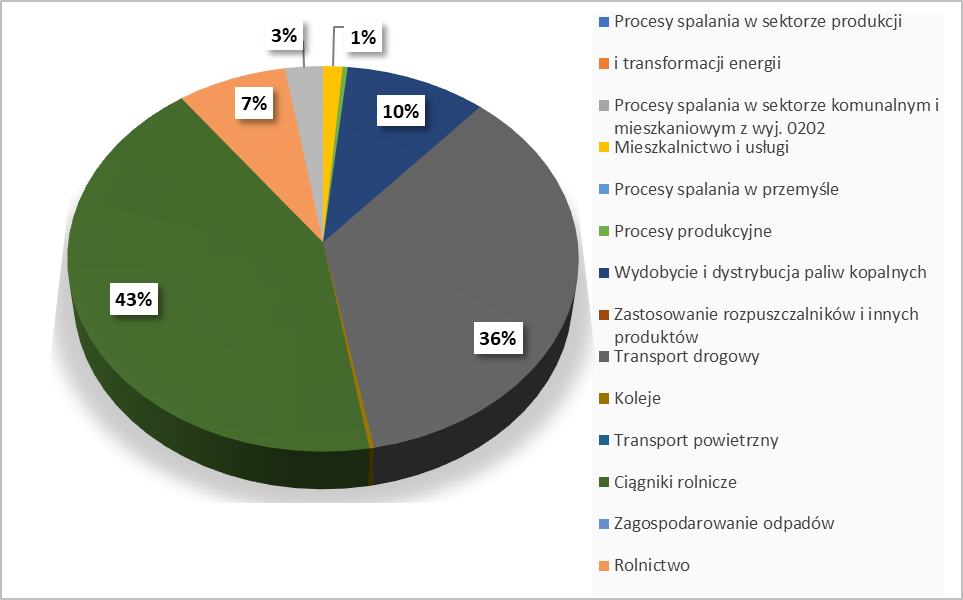 3%
1%
7%
10%
43%
36%
Procesy spalania w sektorze produkcji
i transformacji energii
Procesy spalania w sektorze komunalnym i
mieszkaniowym z wyj. 0202
Mieszkalnictwo i usługi
Procesy spalania w przemyśle
Procesy produkcyjne
Wydobycie i dystrybucja paliw kopalnych
Zastosowanie rozpuszczalników i innych
produktów
Transport drogowy
Koleje
Transport powietrzny
Ciągniki rolnicze
Zagospodarowanie odpadów
Rolnictwo